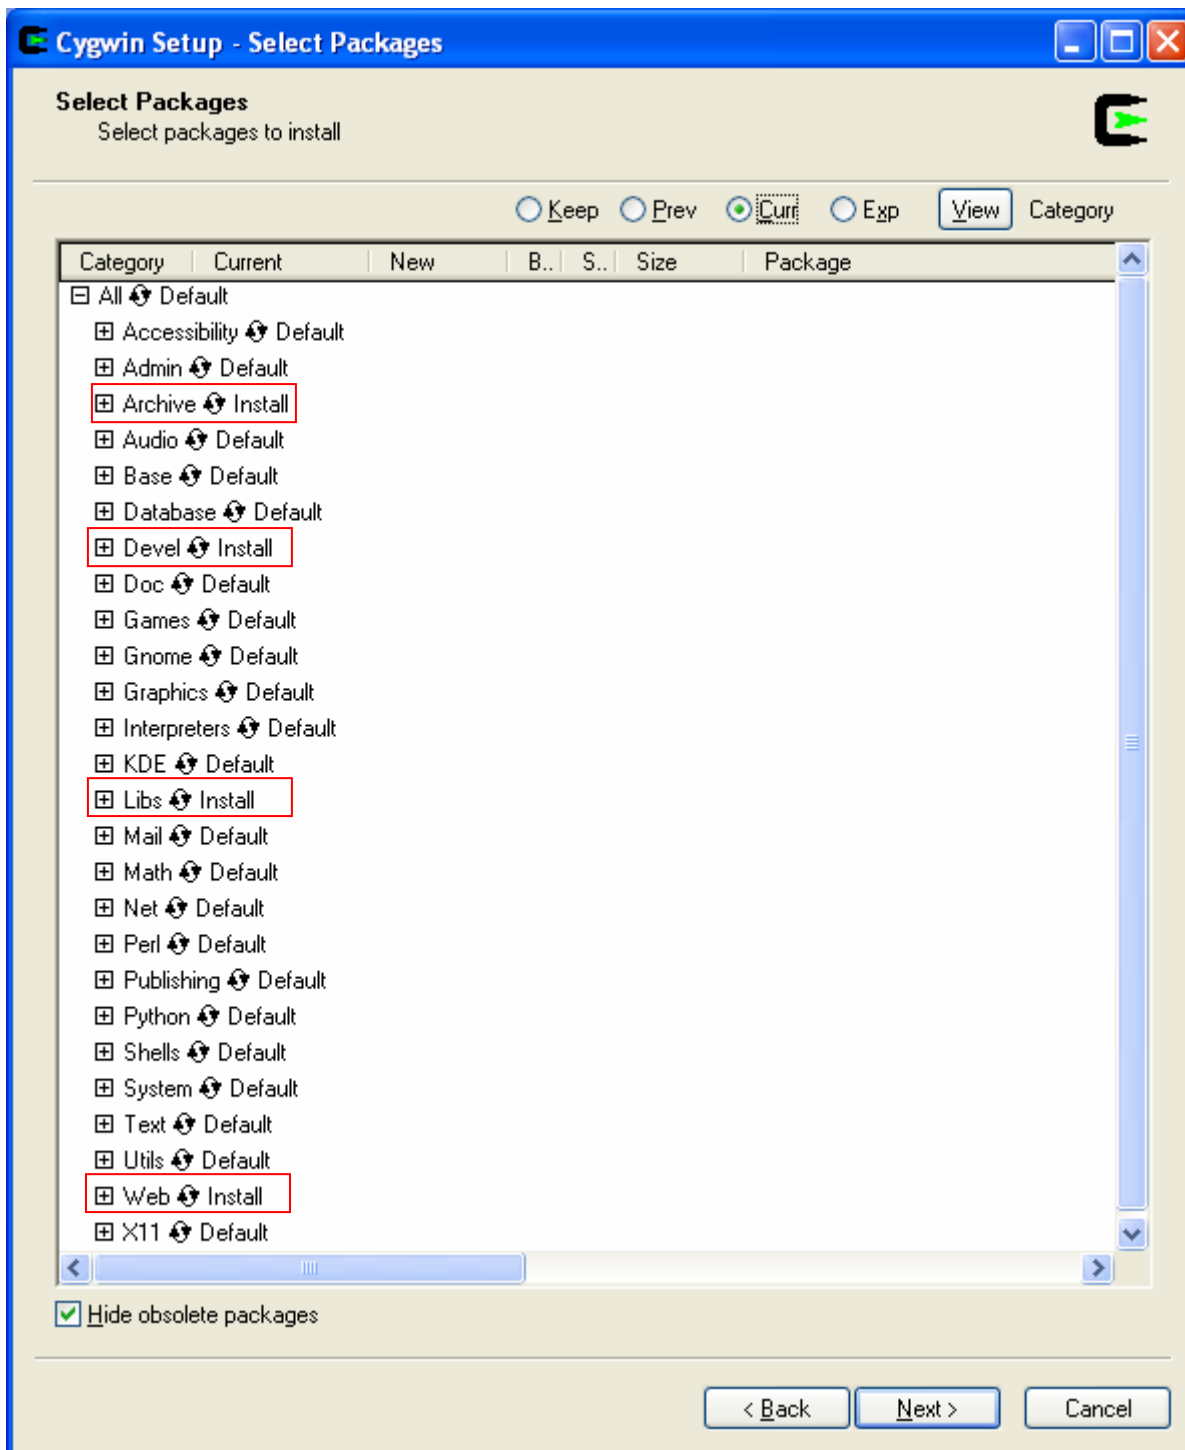 Cygwin Setup - Select Packages
Select Packages
Select packages to install
Keep Prev Curr Exp View Category
Category Current New B.. S.. Size Package
All Default
Accessibility Default
Admin Default
Archive Install
Audio Default
Base Default
Database Default
Devel Install
Doc Default
Games Default
Gnome Default
Graphics Default
Interpreters Default
KDE Default
Libs Install
Mail Default
Math Default
Net Default
Perl Default
Publishing Default
Python Default
Shells Default
System Default
Text Default
Utils Default
Web Install
X11 Default
Hide obsolete packages
< Back Next > Cancel